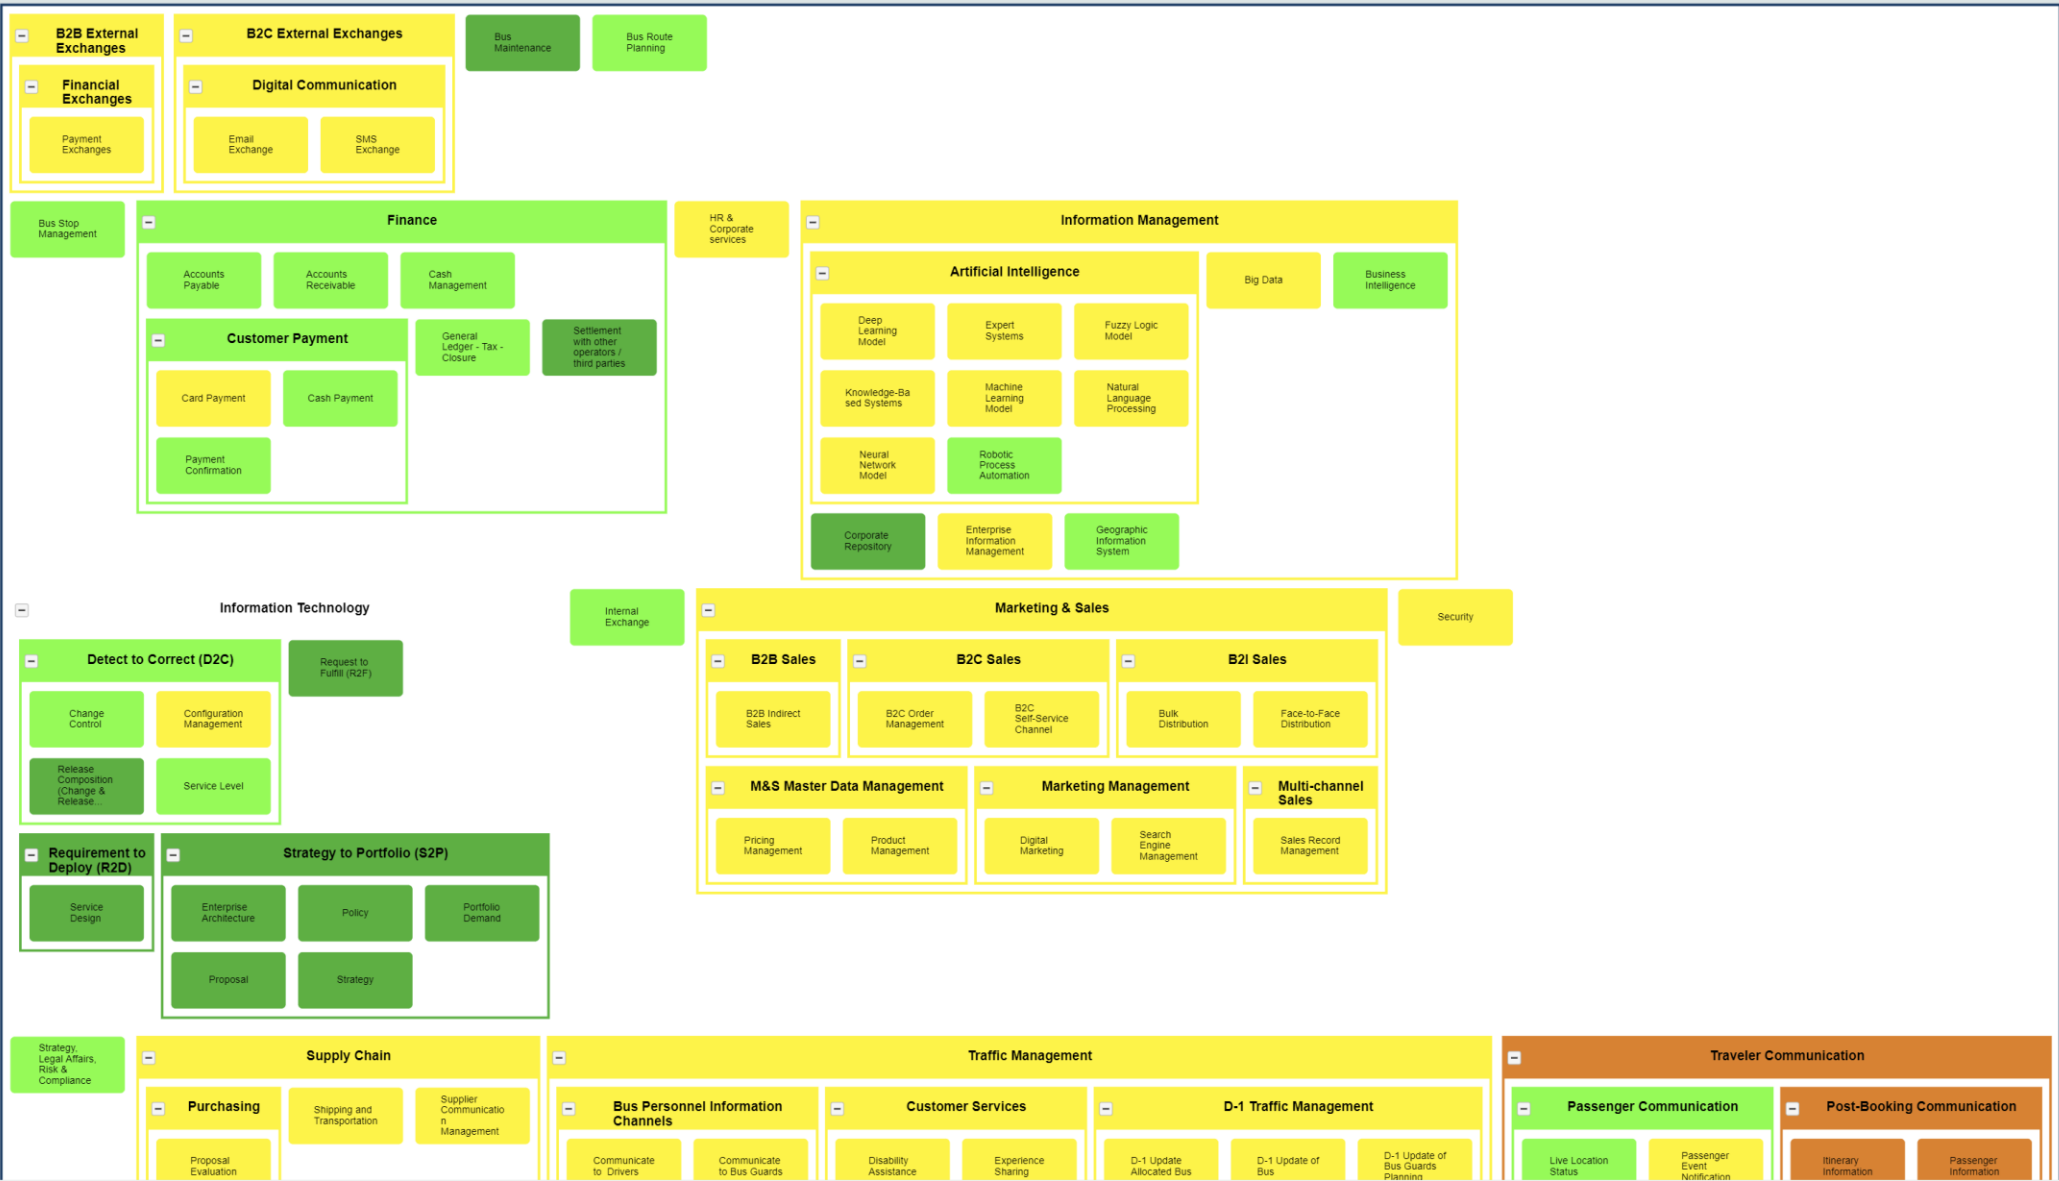 B2B External
Exchanges
B2C External Exchanges
Bus
Maintenance
Bus Route
Planning
Financial
Exchanges
Digital Communication
Payment
Exchanges
Email
Exchange
SMS
Exchange
Bus Stop
Management
Finance
HR &
Corporate
services
Information Management
Accounts
Payable
Accounts
Receivable
Cash
Management
Artificial Intelligence
Big Data
Business
Intelligence
Customer Payment
General
Ledger - Tax -
Closure
Settlement
with other
operators /
third parties
Deep
Learning
Model
Expert
Systems
Fuzzy Logic
Model
Card Payment
Cash Payment
Knowledge-Ba
sed Systems
Machine
Learning
Model
Natural
Language
Processing
Payment
Confirmation
Neural
Network
Model
Robotic
Process
Automation
Corporate
Repository
Enterprise
Information
Management
Geographic
Information
System
Information Technology
Internal
Exchange
Marketing & Sales
Security
Detect to Correct (D2C)
Request to
Fulfill (R2F)
B2B Sales
B2C Sales
B2I Sales
Change
Control
Configuration
Management
B2B Indirect
Sales
B2C Order
Management
B2C
Self-Service
Channel
Bulk
Distribution
Face-to-Face
Distribution
Release
Composition
(Change &
Release...
Service Level
M&S Master Data Management
Marketing Management
Multi-channel
Sales
Pricing
Management
Product
Management
Digital
Marketing
Search
Engine
Management
Sales Record
Management
Requirement to
Deploy (R2D)
Strategy to Portfolio (S2P)
Service
Design
Enterprise
Architecture
Policy
Portfolio
Demand
Proposal
Strategy
Strategy,
Legal Affairs,
Risk &
Compliance
Supply Chain
Traffic Management
Traveler Communication
Purchasing
Shipping and
Transportation
Supplier
Communicatio
n
Management
Bus Personnel Information
Channels
Customer Services
D-1 Traffic Management
Passenger Communication
Post-Booking Communication
Proposal
Evaluation
Communicate
to Drivers
Communicate
to Bus Guards
Disability
Assistance
Experience
Sharing
D-1 Update
Allocated Bus
D-1 Update of
Bus
D-1 Update of
Bus Guards
Planning
Live Location
Status
Passenger
Event
Notification
Itinerary
Information
Passenger
Information